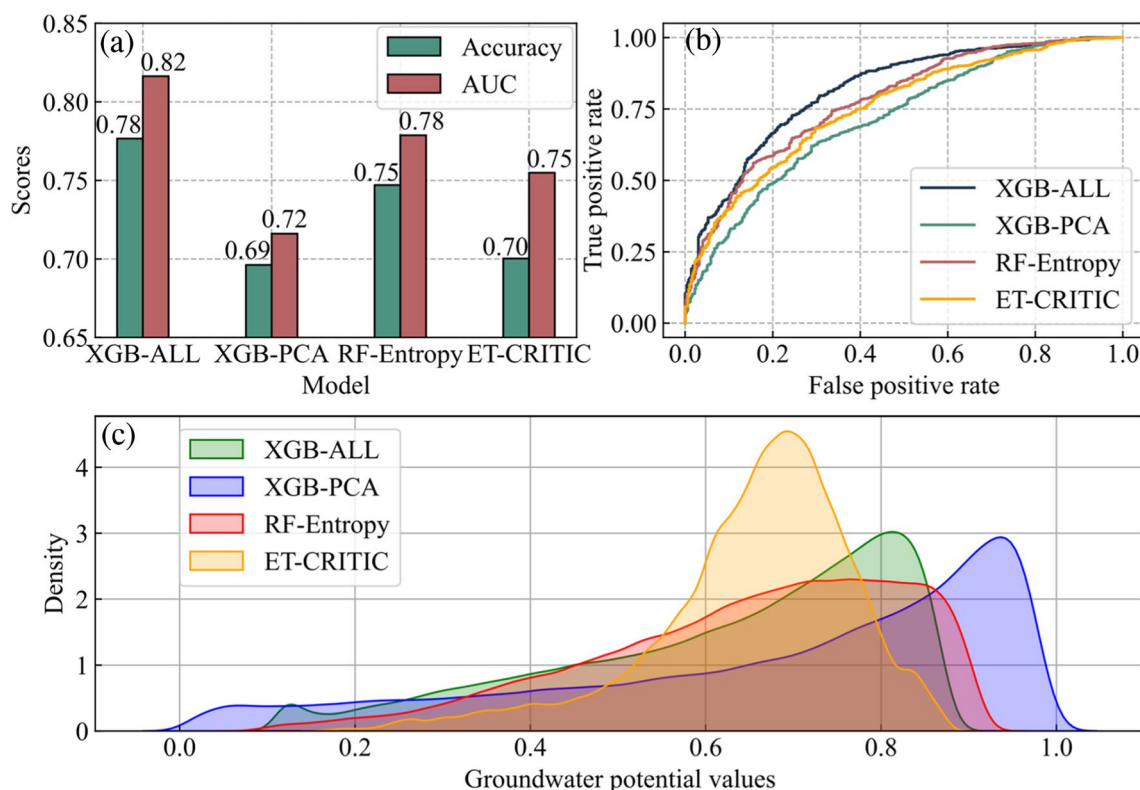 (a)
Accuracy
AUC
0.85
0.80
0.75
0.70
0.65
Scores
0.78
0.82
0.69
0.72
0.75
0.78
0.70
0.75
XGB-ALL XGB-PCA RF-Entropy ET-CRITIC
Model
(b)
1.00
0.75
0.50
0.25
0.00
True positive rate
XGB-ALL
XGB-PCA
RF-Entropy
ET-CRITIC
0.0 0.2 0.4 0.6 0.8 1.0
False positive rate
(c)
XGB-ALL
XGB-PCA
RF-Entropy
ET-CRITIC
4
3
2
1
0
Density
0.0 0.2 0.4 0.6 0.8 1.0
Groundwater potential values